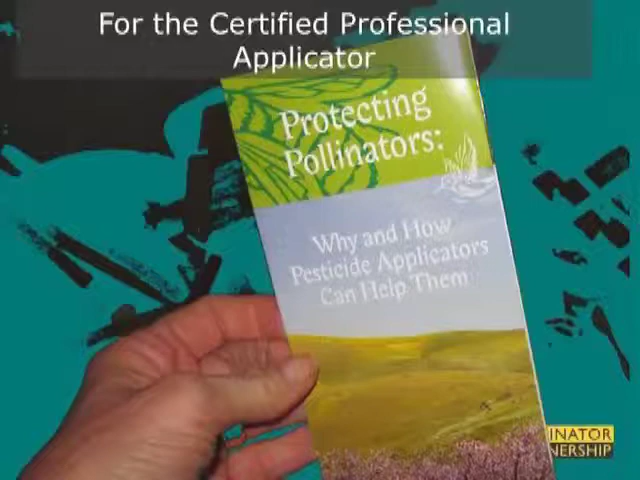 For the Certified Professional
Applicator
Protecting
Pollinators:
Why and How
Pesticide Applicators
Can Help Them
INATOR
NERSHIP